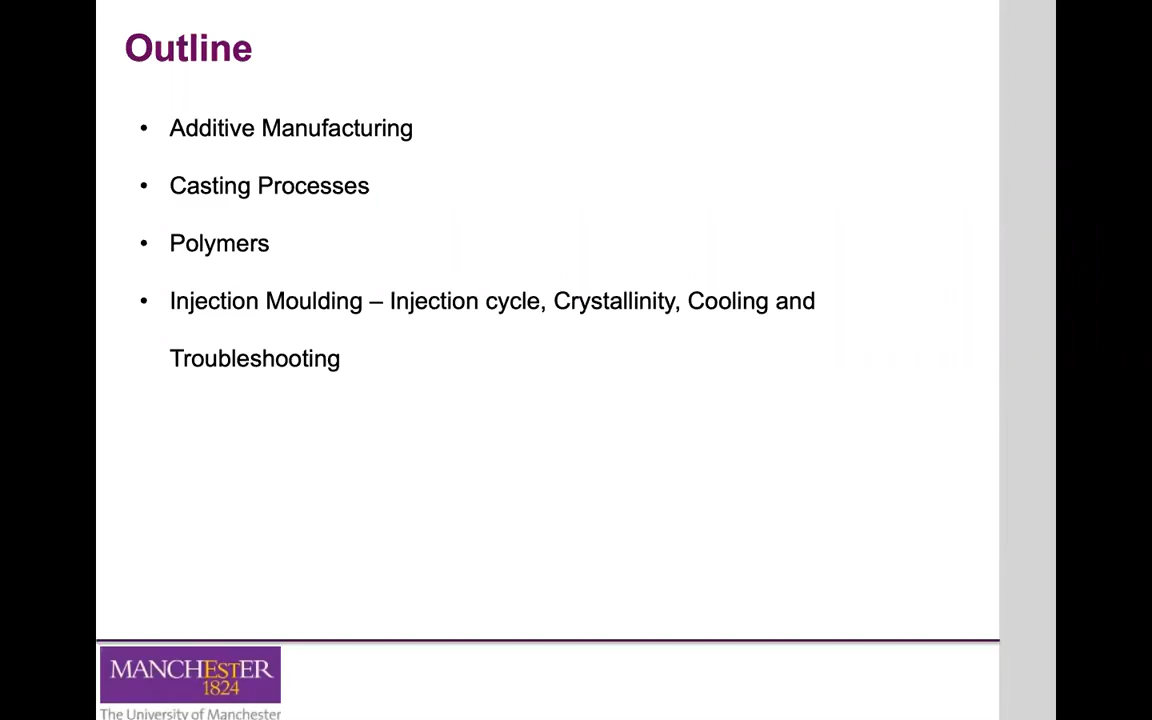 Outline
• Additive Manufacturing
• Casting Processes
• Polymers
• Injection Moulding – Injection cycle, Crystallinity, Cooling and
Troubleshooting
MANCHESTER
1824
The University of Manchester